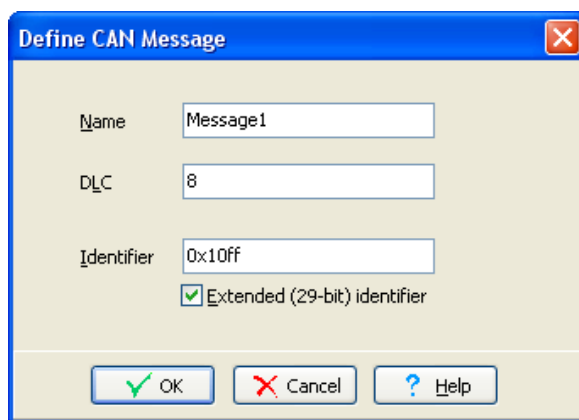 Define CAN Message
Name Message1
DLC 8
Identifier 0x10ff
Extended (29-bit) identifier
OK Cancel Help